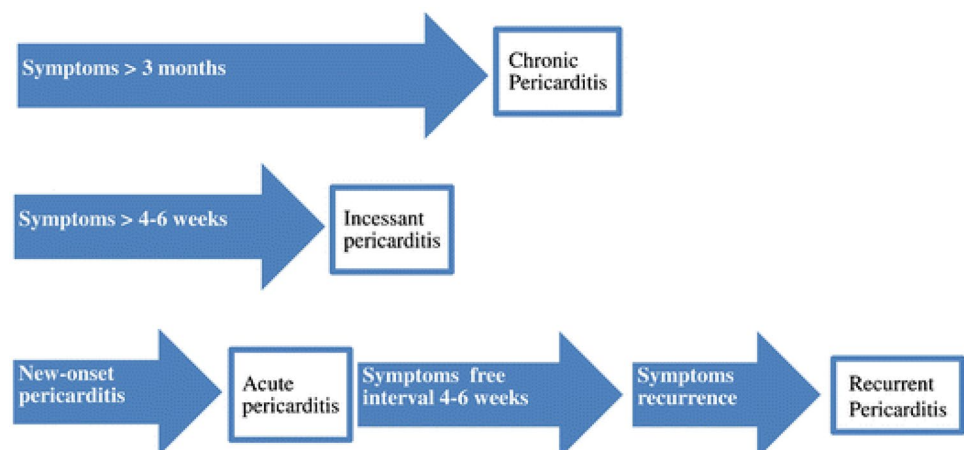 Symptoms > 3 months
Chronic
Pericarditis
Symptoms > 4-6 weeks
Incessant
pericarditis
New-onset
pericarditis
Acute
pericarditis
Symptoms free
interval 4-6 weeks
Symptoms
recurrence
Recurrent
Pericarditis